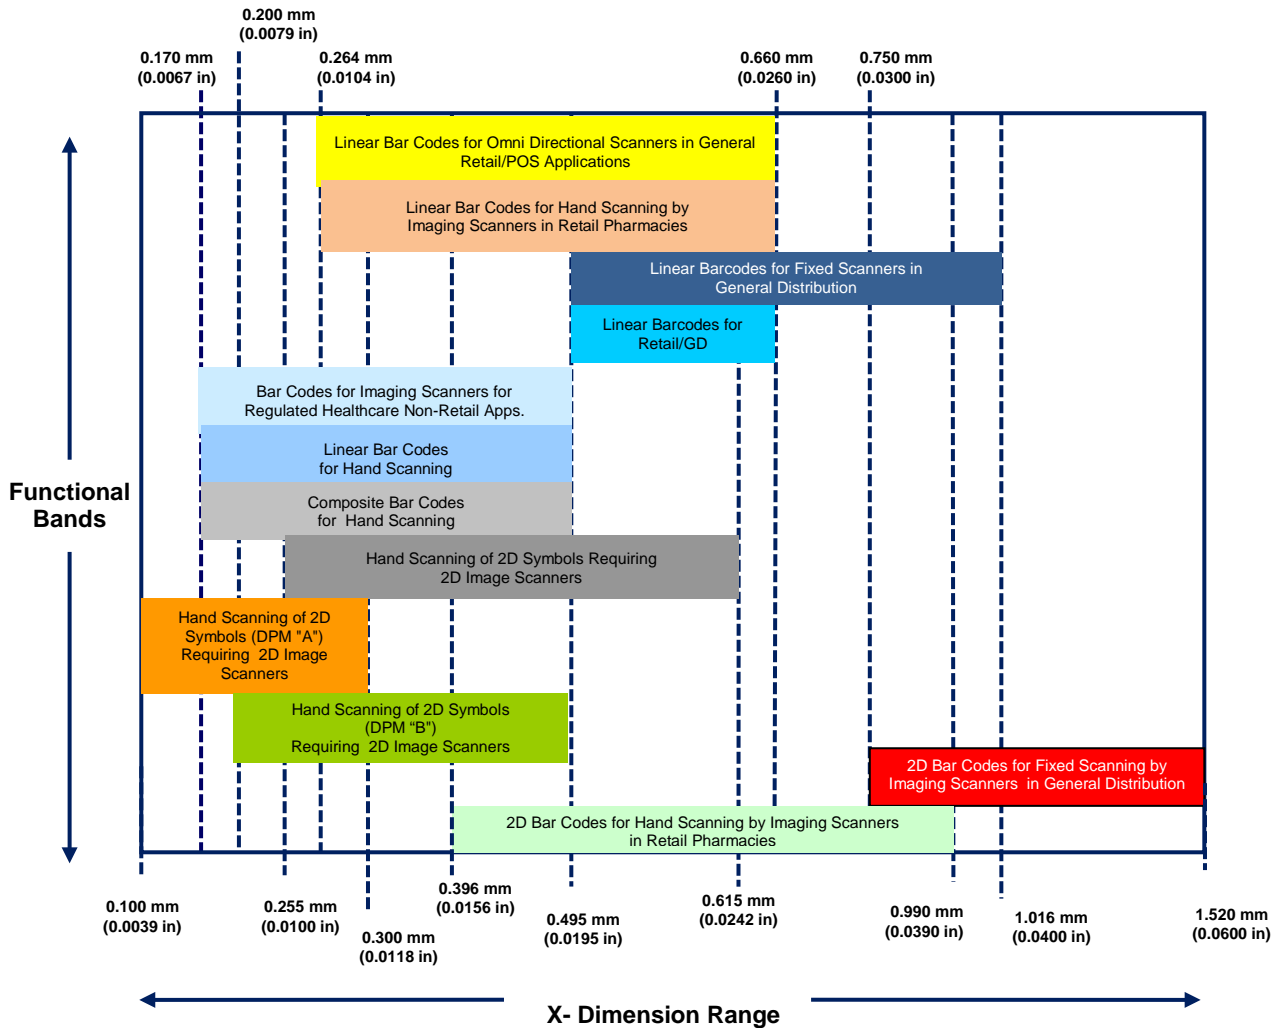 0.200 mm
(0.0079 in)
0.170 mm
(0.0067 in)
0.264 mm
(0.0104 in)
0.660 mm
(0.0260 in)
0.750 mm
(0.0300 in)
Linear Bar Codes for Omni Directional Scanners in General
Retail/POS Applications
Linear Bar Codes for Hand Scanning by
Imaging Scanners in Retail Pharmacies
Linear Barcodes for Fixed Scanners in
General Distribution
Linear Barcodes for
Retail/GD
Bar Codes for Imaging Scanners for
Regulated Healthcare Non-Retail Apps.
Linear Bar Codes
for Hand Scanning
Functional
Bands
Composite Bar Codes
for Hand Scanning
Hand Scanning of 2D Symbols Requiring
2D Image Scanners
Hand Scanning of 2D
Symbols (DPM "A")
Requiring 2D Image
Scanners
Hand Scanning of 2D Symbols
(DPM “B”)
Requiring 2D Image Scanners
2D Bar Codes for Fixed Scanning by
Imaging Scanners in General Distribution
2D Bar Codes for Hand Scanning by Imaging Scanners
in Retail Pharmacies
0.100 mm
(0.0039 in)
0.255 mm
(0.0100 in)
0.300 mm
(0.0118 in)
0.396 mm
(0.0156 in)
0.495 mm
(0.0195 in)
0.615 mm
(0.0242 in)
0.990 mm
(0.0390 in)
1.016 mm
(0.0400 in)
1.520 mm
(0.0600 in)
X- Dimension Range